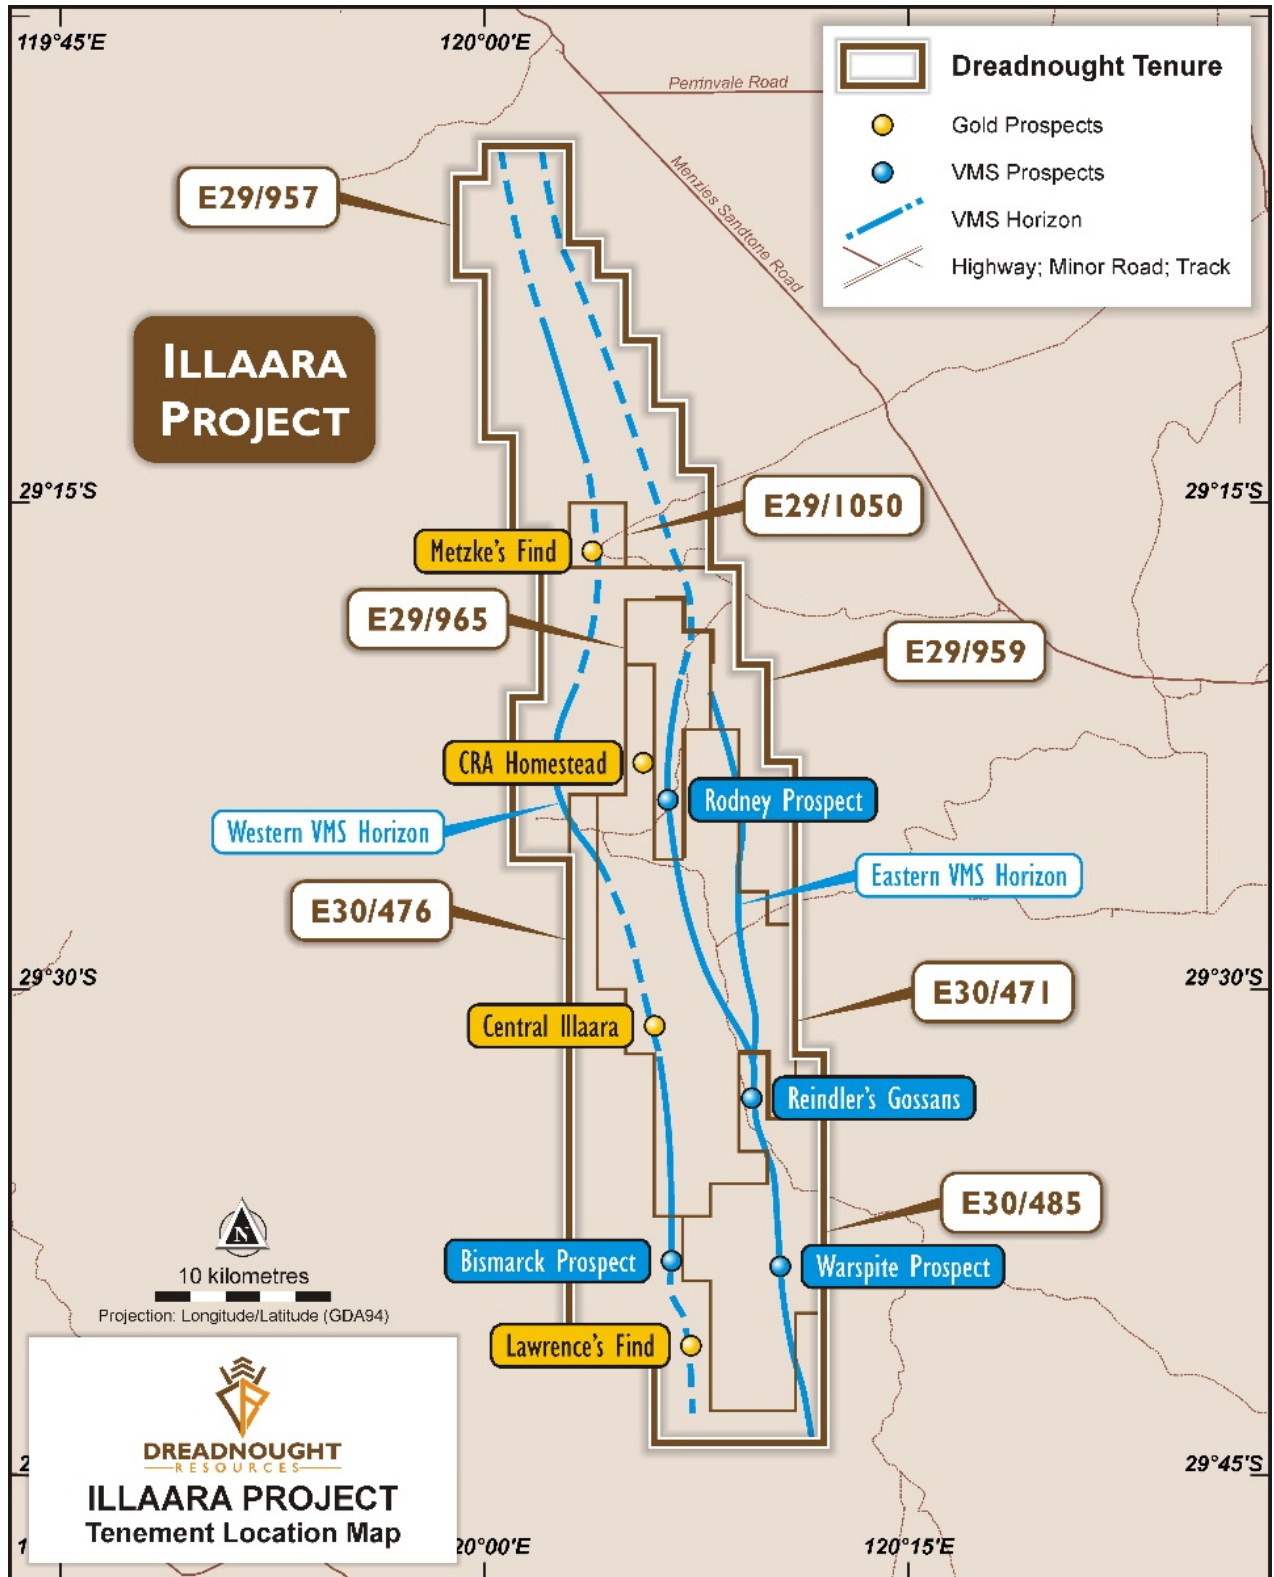 119°45'E
120°00'E
Perrinvale Road
Menzies Sandtone Road
Dreadnought Tenure
Gold Prospects
VMS Prospects
VMS Horizon
Highway; Minor Road; Track
E29/957
ILLAARA
PROJECT
29°15'S
29°15'S
E29/1050
Metzke's Find
E29/965
E29/959
CRA Homestead
Rodney Prospect
Western VMS Horizon
Eastern VMS Horizon
E30/476
29°30'S
29°30'S
E30/471
Central Illaara
Reindler's Gossans
E30/485
N
Bismarck Prospect
Warspite Prospect
10 kilometres
Projection: Longitude/Latitude (GDA94)
Lawrence's Find
DREADNOUGHT
RESOURCES
ILLAARA PROJECT
Tenement Location Map
2
29°45'S
1
20°00'E
120°15'E